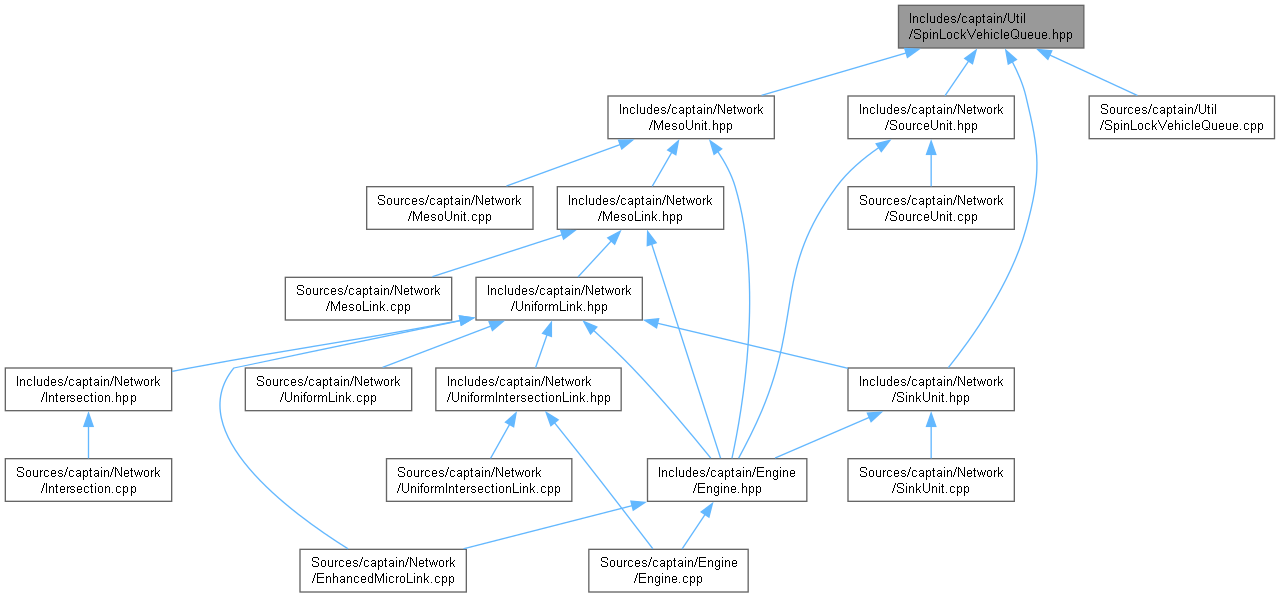 Includes/captain/Util
/SpinLockVehicleQueue.hpp
Includes/captain/Network
/MesoUnit.hpp
Includes/captain/Network
/SourceUnit.hpp
Sources/captain/Util
/SpinLockVehicleQueue.cpp
Sources/captain/Network
/MesoUnit.cpp
Includes/captain/Network
/MesoLink.hpp
Sources/captain/Network
/SourceUnit.cpp
Sources/captain/Network
/MesoLink.cpp
Includes/captain/Network
/UniformLink.hpp
Includes/captain/Network
/Intersection.hpp
Sources/captain/Network
/UniformLink.cpp
Includes/captain/Network
/UniformIntersectionLink.hpp
Includes/captain/Network
/SinkUnit.hpp
Sources/captain/Network
/Intersection.cpp
Sources/captain/Network
/UniformIntersectionLink.cpp
Includes/captain/Engine
/Engine.hpp
Sources/captain/Network
/SinkUnit.cpp
Sources/captain/Network
/EnhancedMicroLink.cpp
Sources/captain/Engine
/Engine.cpp